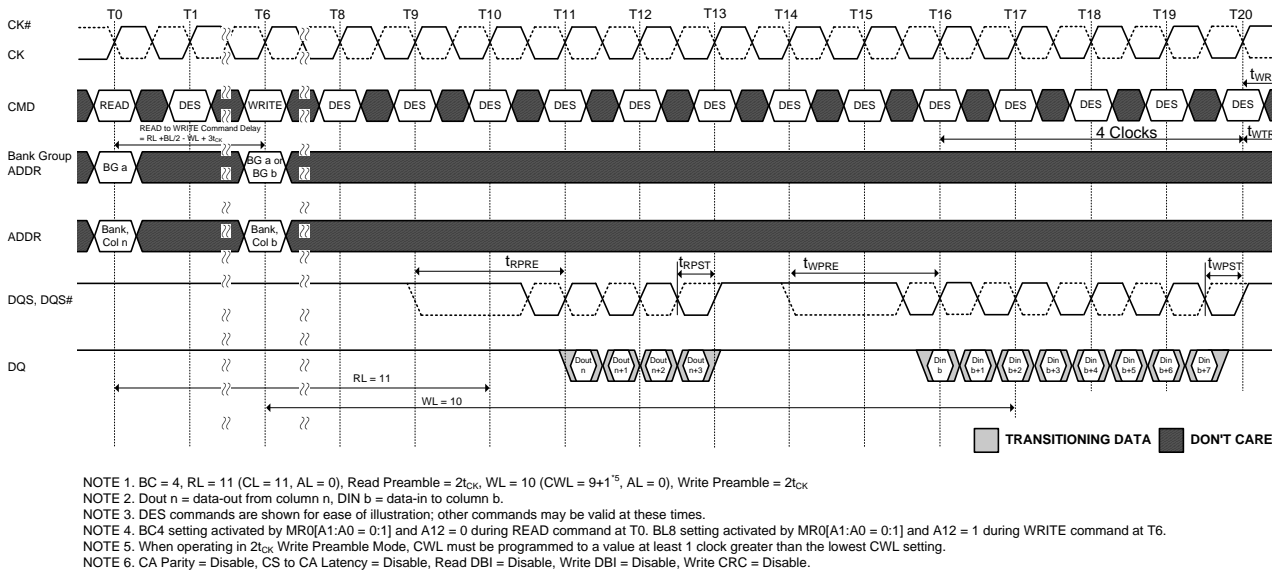 T0 T1 T6 T8 T9 T10 T11 T12 T13 T14 T15 T16 T17 T18 T19 T20
CK#
CK
tWR
CMD READ DES WRITE DES DES DES DES DES DES DES DES DES DES DES DES DES
READ to WRITE Command Delay
= RL +BL/2 - WL + 3tCK
4 Clocks
tWTR
Bank Group
ADDR
BG a
BG a or
BG b
ADDR
Bank,
Col n
Bank,
Col b
tRPRE tRPST tWPRE tWPST
DQS, DQS#
DQ
Dout
n
Dout
n+1
Dout
n+2
Dout
n+3
Din
b
Din
b+1
Din
b+2
Din
b+3
Din
b+4
Din
b+5
Din
b+6
Din
b+7
RL = 11
WL = 10
TRANSITIONING DATA DON'T CARE
NOTE 1. BC = 4, RL = 11 (CL = 11, AL = 0), Read Preamble = 2tCK, WL = 10 (CWL = 9+1*5, AL = 0), Write Preamble = 2tCK
NOTE 2. Dout n = data-out from column n, DIN b = data-in to column b.
NOTE 3. DES commands are shown for ease of illustration; other commands may be valid at these times.
NOTE 4. BC4 setting activated by MR0[A1:A0 = 0:1] and A12 = 0 during READ command at T0. BL8 setting activated by MR0[A1:A0 = 0:1] and A12 = 1 during WRITE command at T6.
NOTE 5. When operating in 2tCK Write Preamble Mode, CWL must be programmed to a value at least 1 clock greater than the lowest CWL setting.
NOTE 6. CA Parity = Disable, CS to CA Latency = Disable, Read DBI = Disable, Write DBI = Disable, Write CRC = Disable.